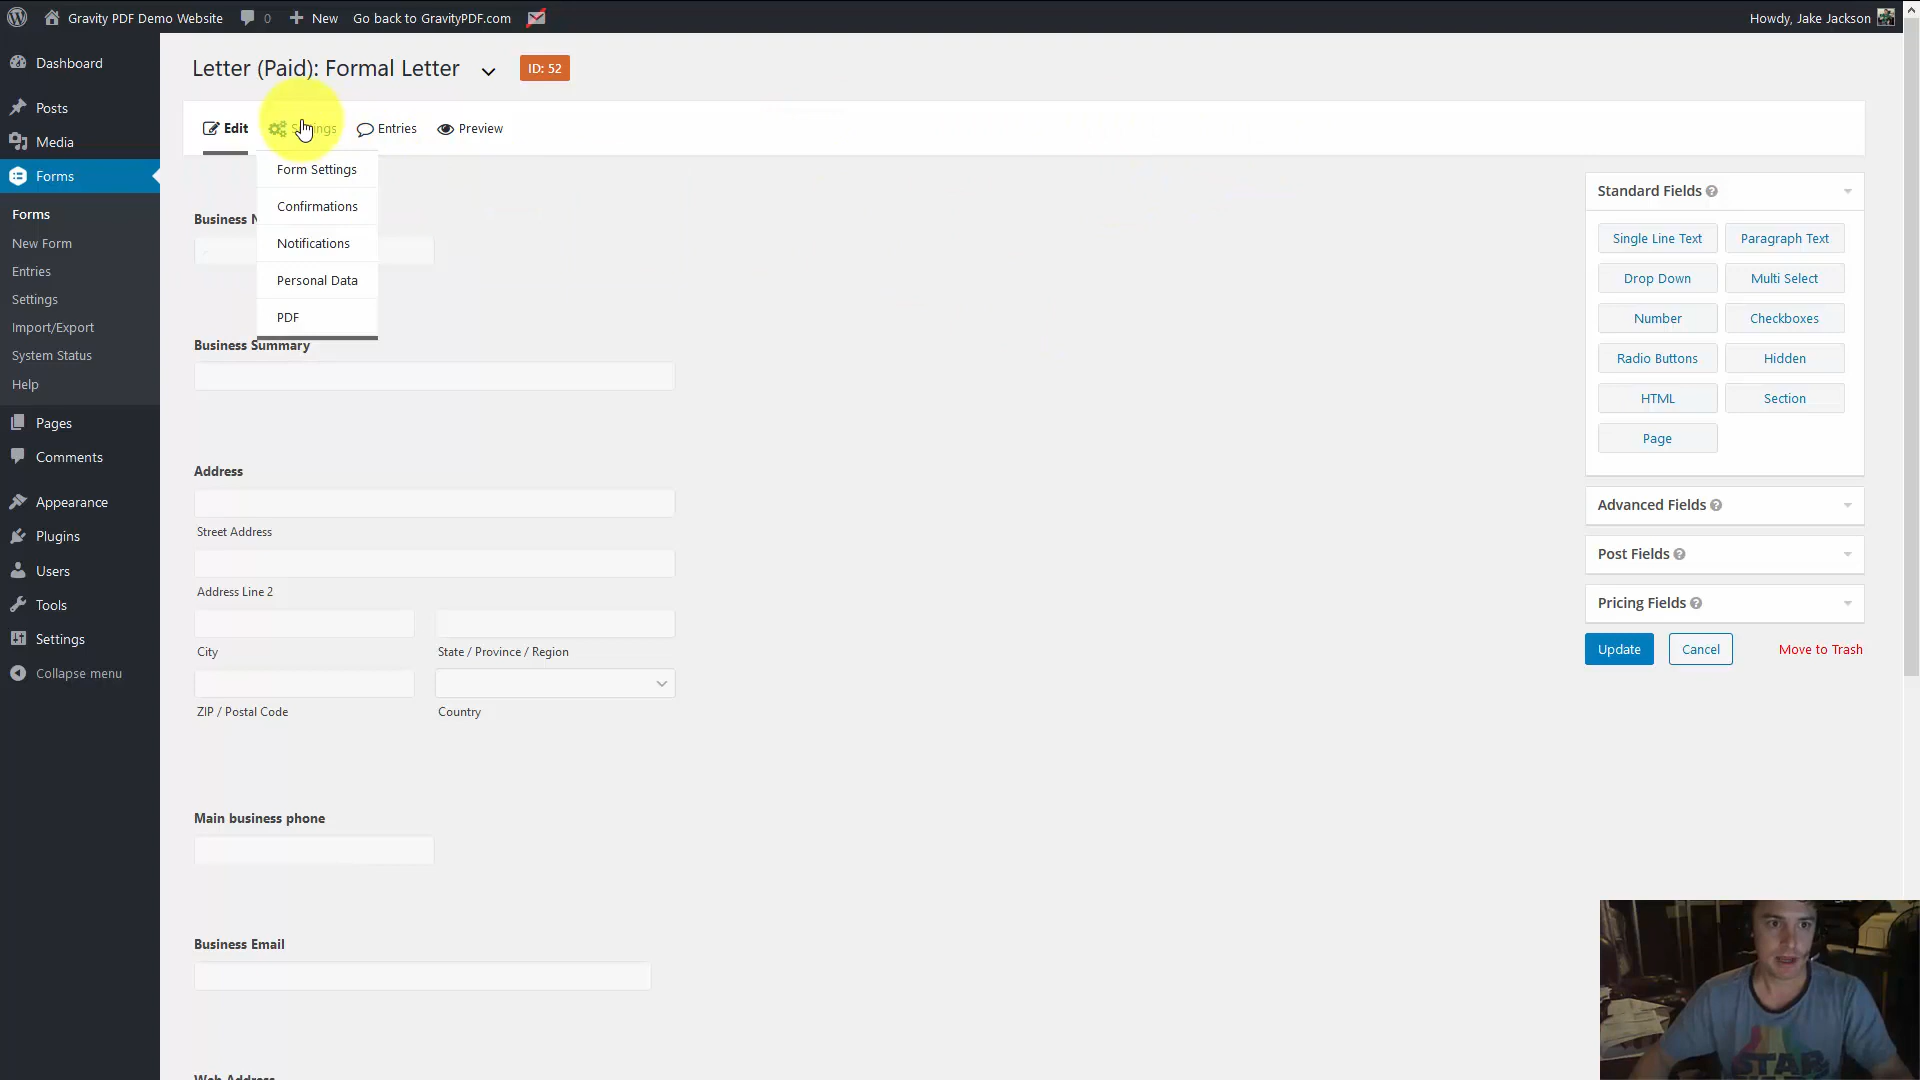 Gravity PDF Demo Website
0
New
Go back to GravityPDF.com
Howdy, Jake Jackson
Dashboard
Posts
Media
Forms
Forms
New Form
Entries
Settings
Import/Export
System Status
Help
Pages
Comments
Appearance
Plugins
Users
Tools
Settings
Collapse menu
Letter (Paid): Formal Letter
ID: 52
Edit
Settings
Entries
Preview
Form Settings
Confirmations
Notifications
Personal Data
PDF
Business N
Business Summary
Address
Street Address
Address Line 2
City
State / Province / Region
ZIP / Postal Code
Country
Main business phone
Business Email
Web Address
Standard Fields
Single Line Text
Paragraph Text
Drop Down
Multi Select
Number
Checkboxes
Radio Buttons
Hidden
HTML
Section
Page
Advanced Fields
Post Fields
Pricing Fields
Update
Cancel
Move to Trash
STAR